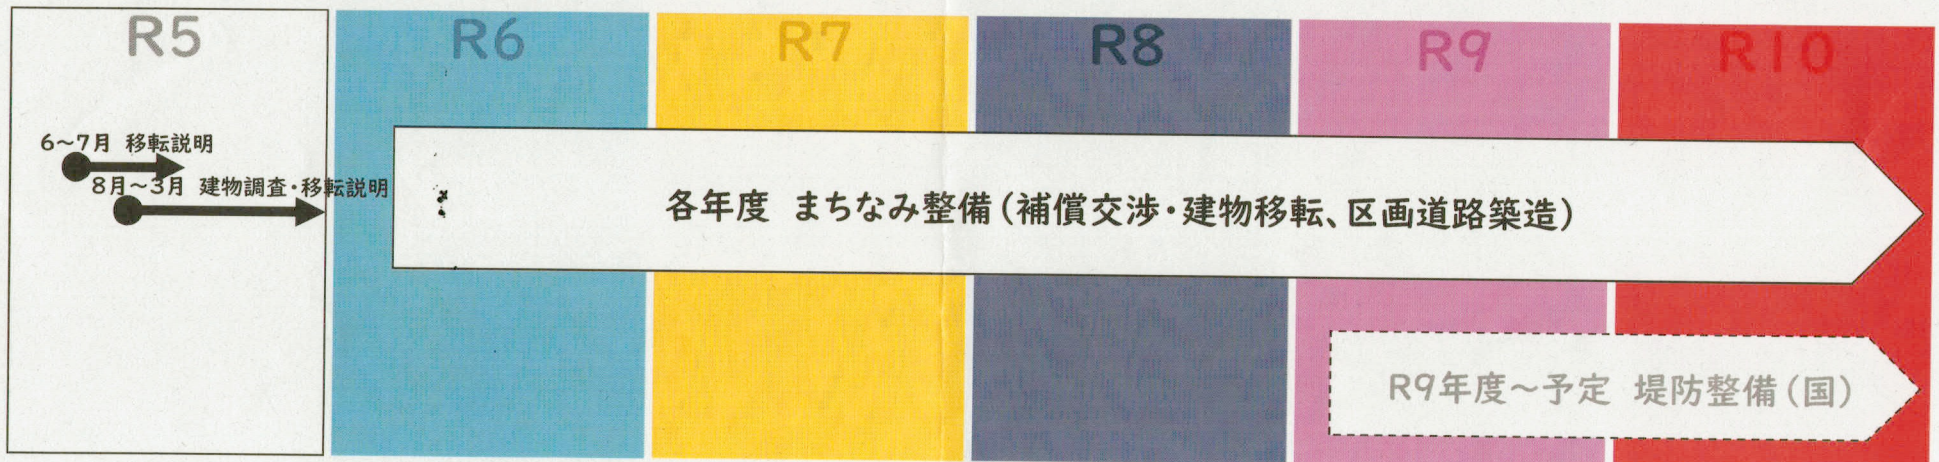 R5
R6
R7
R8
R9
R10
6～7月 移転説明
8月～3月 建物調査・移転説明
各年度 まちなみ整備(補償交渉・建物移転、区画道路築造)
R9年度～予定 堤防整備(国)